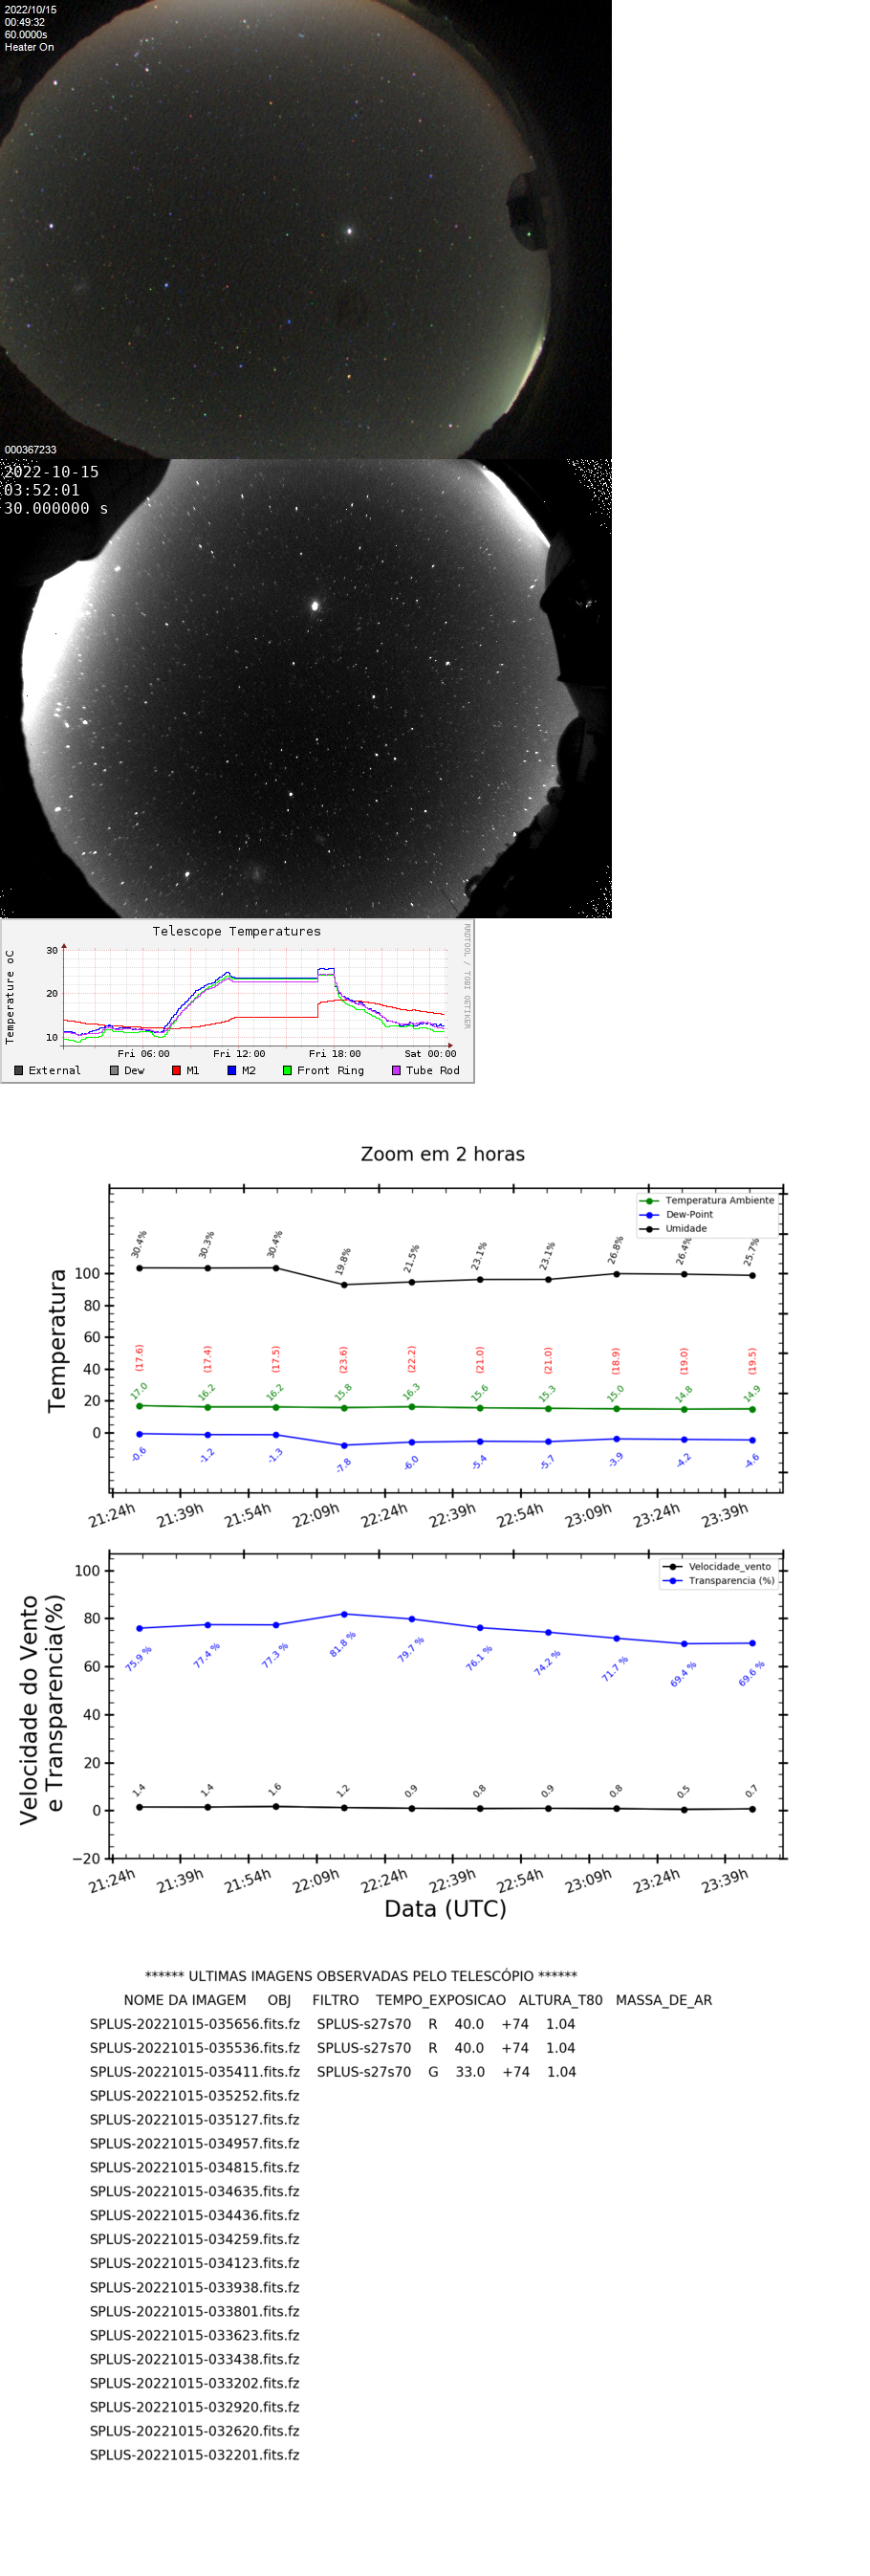 2022/10/15
00:49:32
60.0000s
Heater On
000367233
2022-10-15
03:52:01
30.000000 s
Telescope Temperatures
RRDTOOL / TOBI OETIKER
Temperature oC
30
20
10
Fri 06:00 Fri 12:00 Fri 18:00 Sat 00:00
External Dew M1 M2 Front Ring Tube Rod
Zoom em 2 horas
Temperatura Ambiente
Dew-Point
Umidade
Temperatura
100
80
60
40
20
0
30.4% 30.3% 30.4% 19.8% 21.5% 23.1% 23.1% 26.8% 26.4% 25.7%
(17.6) (17.4) (17.5) (23.6) (22.2) (21.0) (21.0) (18.9) (19.0) (19.5)
17.0 16.2 16.2 15.8 16.3 15.6 15.3 15.0 14.8 14.9
-0.6 -1.2 -1.3 -7.8 -6.0 -5.4 -5.7 -3.9 -4.2 -4.6
21:24h 21:39h 21:54h 22:09h 22:24h 22:39h 22:54h 23:09h 23:24h 23:39h
Velocidade_vento
Transparencia (%)
Velocidade do Vento
e Transparencia(%)
100
80
60
40
20
0
−20
75.9 % 77.4 % 77.3 % 81.8 % 79.7 % 76.1 % 74.2 % 71.7 % 69.4 % 69.6 %
1.4 1.4 1.6 1.2 0.9 0.8 0.9 0.8 0.5 0.7
21:24h 21:39h 21:54h 22:09h 22:24h 22:39h 22:54h 23:09h 23:24h 23:39h
Data (UTC)
****** ULTIMAS IMAGENS OBSERVADAS PELO TELESCÓPIO ******
NOME DA IMAGEM OBJ FILTRO TEMPO_EXPOSICAO ALTURA_T80 MASSA_DE_AR
SPLUS-20221015-035656.fits.fz SPLUS-s27s70 R 40.0 +74 1.04
SPLUS-20221015-035536.fits.fz SPLUS-s27s70 R 40.0 +74 1.04
SPLUS-20221015-035411.fits.fz SPLUS-s27s70 G 33.0 +74 1.04
SPLUS-20221015-035252.fits.fz
SPLUS-20221015-035127.fits.fz
SPLUS-20221015-034957.fits.fz
SPLUS-20221015-034815.fits.fz
SPLUS-20221015-034635.fits.fz
SPLUS-20221015-034436.fits.fz
SPLUS-20221015-034259.fits.fz
SPLUS-20221015-034123.fits.fz
SPLUS-20221015-033938.fits.fz
SPLUS-20221015-033801.fits.fz
SPLUS-20221015-033623.fits.fz
SPLUS-20221015-033438.fits.fz
SPLUS-20221015-033202.fits.fz
SPLUS-20221015-032920.fits.fz
SPLUS-20221015-032620.fits.fz
SPLUS-20221015-032201.fits.fz